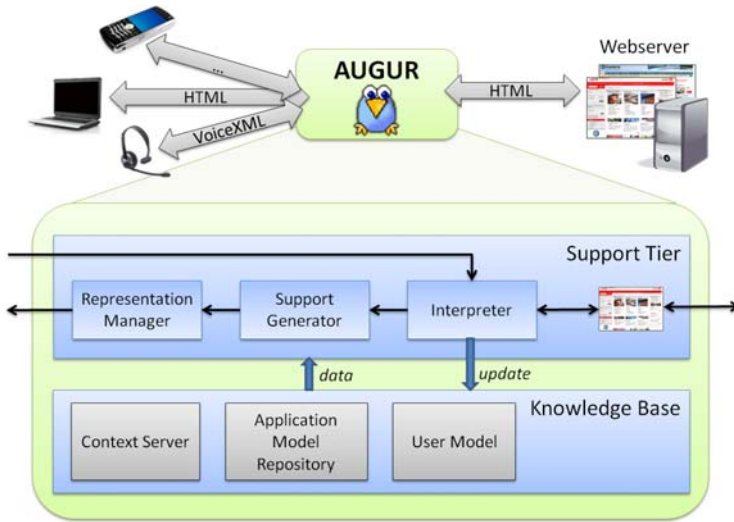 Webserver
AUGUR
...
HTML
HTML
VoiceXML
Support Tier
Representation
Manager
Support
Generator
Interpreter
data
update
Knowledge Base
Context Server
Application
Model
Repository
User Model